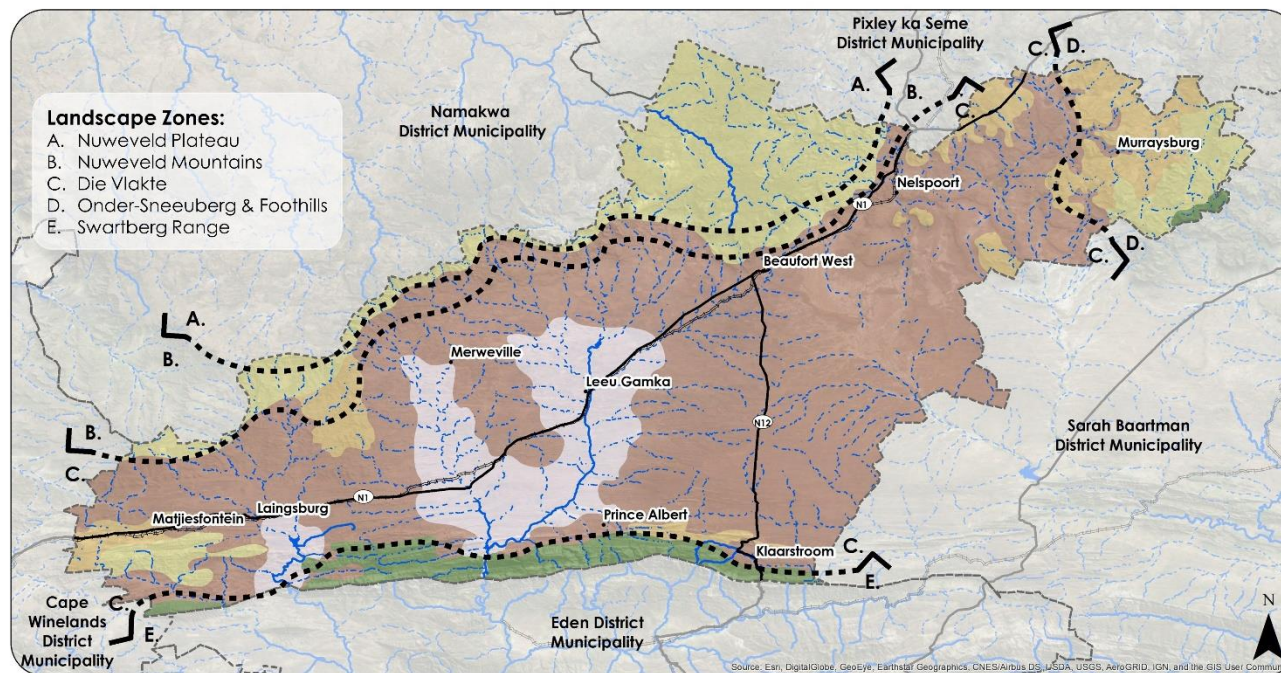 Pixley ka Seme
District Municipality
C.
D.
A.
B.
C.
Namakwa
District Municipality
Landscape Zones:
A. Nuweveld Plateau
B. Nuweveld Mountains
C. Die Vlakte
D. Onder-Sneeuberg & Foothills
E. Swartberg Range
Murraysburg
Nelspoort
N1
C.
D.
Beaufort West
A.
B.
Merweville
Leeu Gamka
N12
Sarah Baartman
District Municipality
B.
C.
Laingsburg
N1
Matjiesfontein
Prince Albert
Klaarstroom
C.
E.
C.
E.
Cape
Winelands
District
Municipality
Eden District
Municipality
N
Source: Esri, DigitalGlobe, GeoEye, Earthstar Geographics, CNES/Airbus DS, USDA, USGS, AeroGRID, IGN, and the GIS User Commun